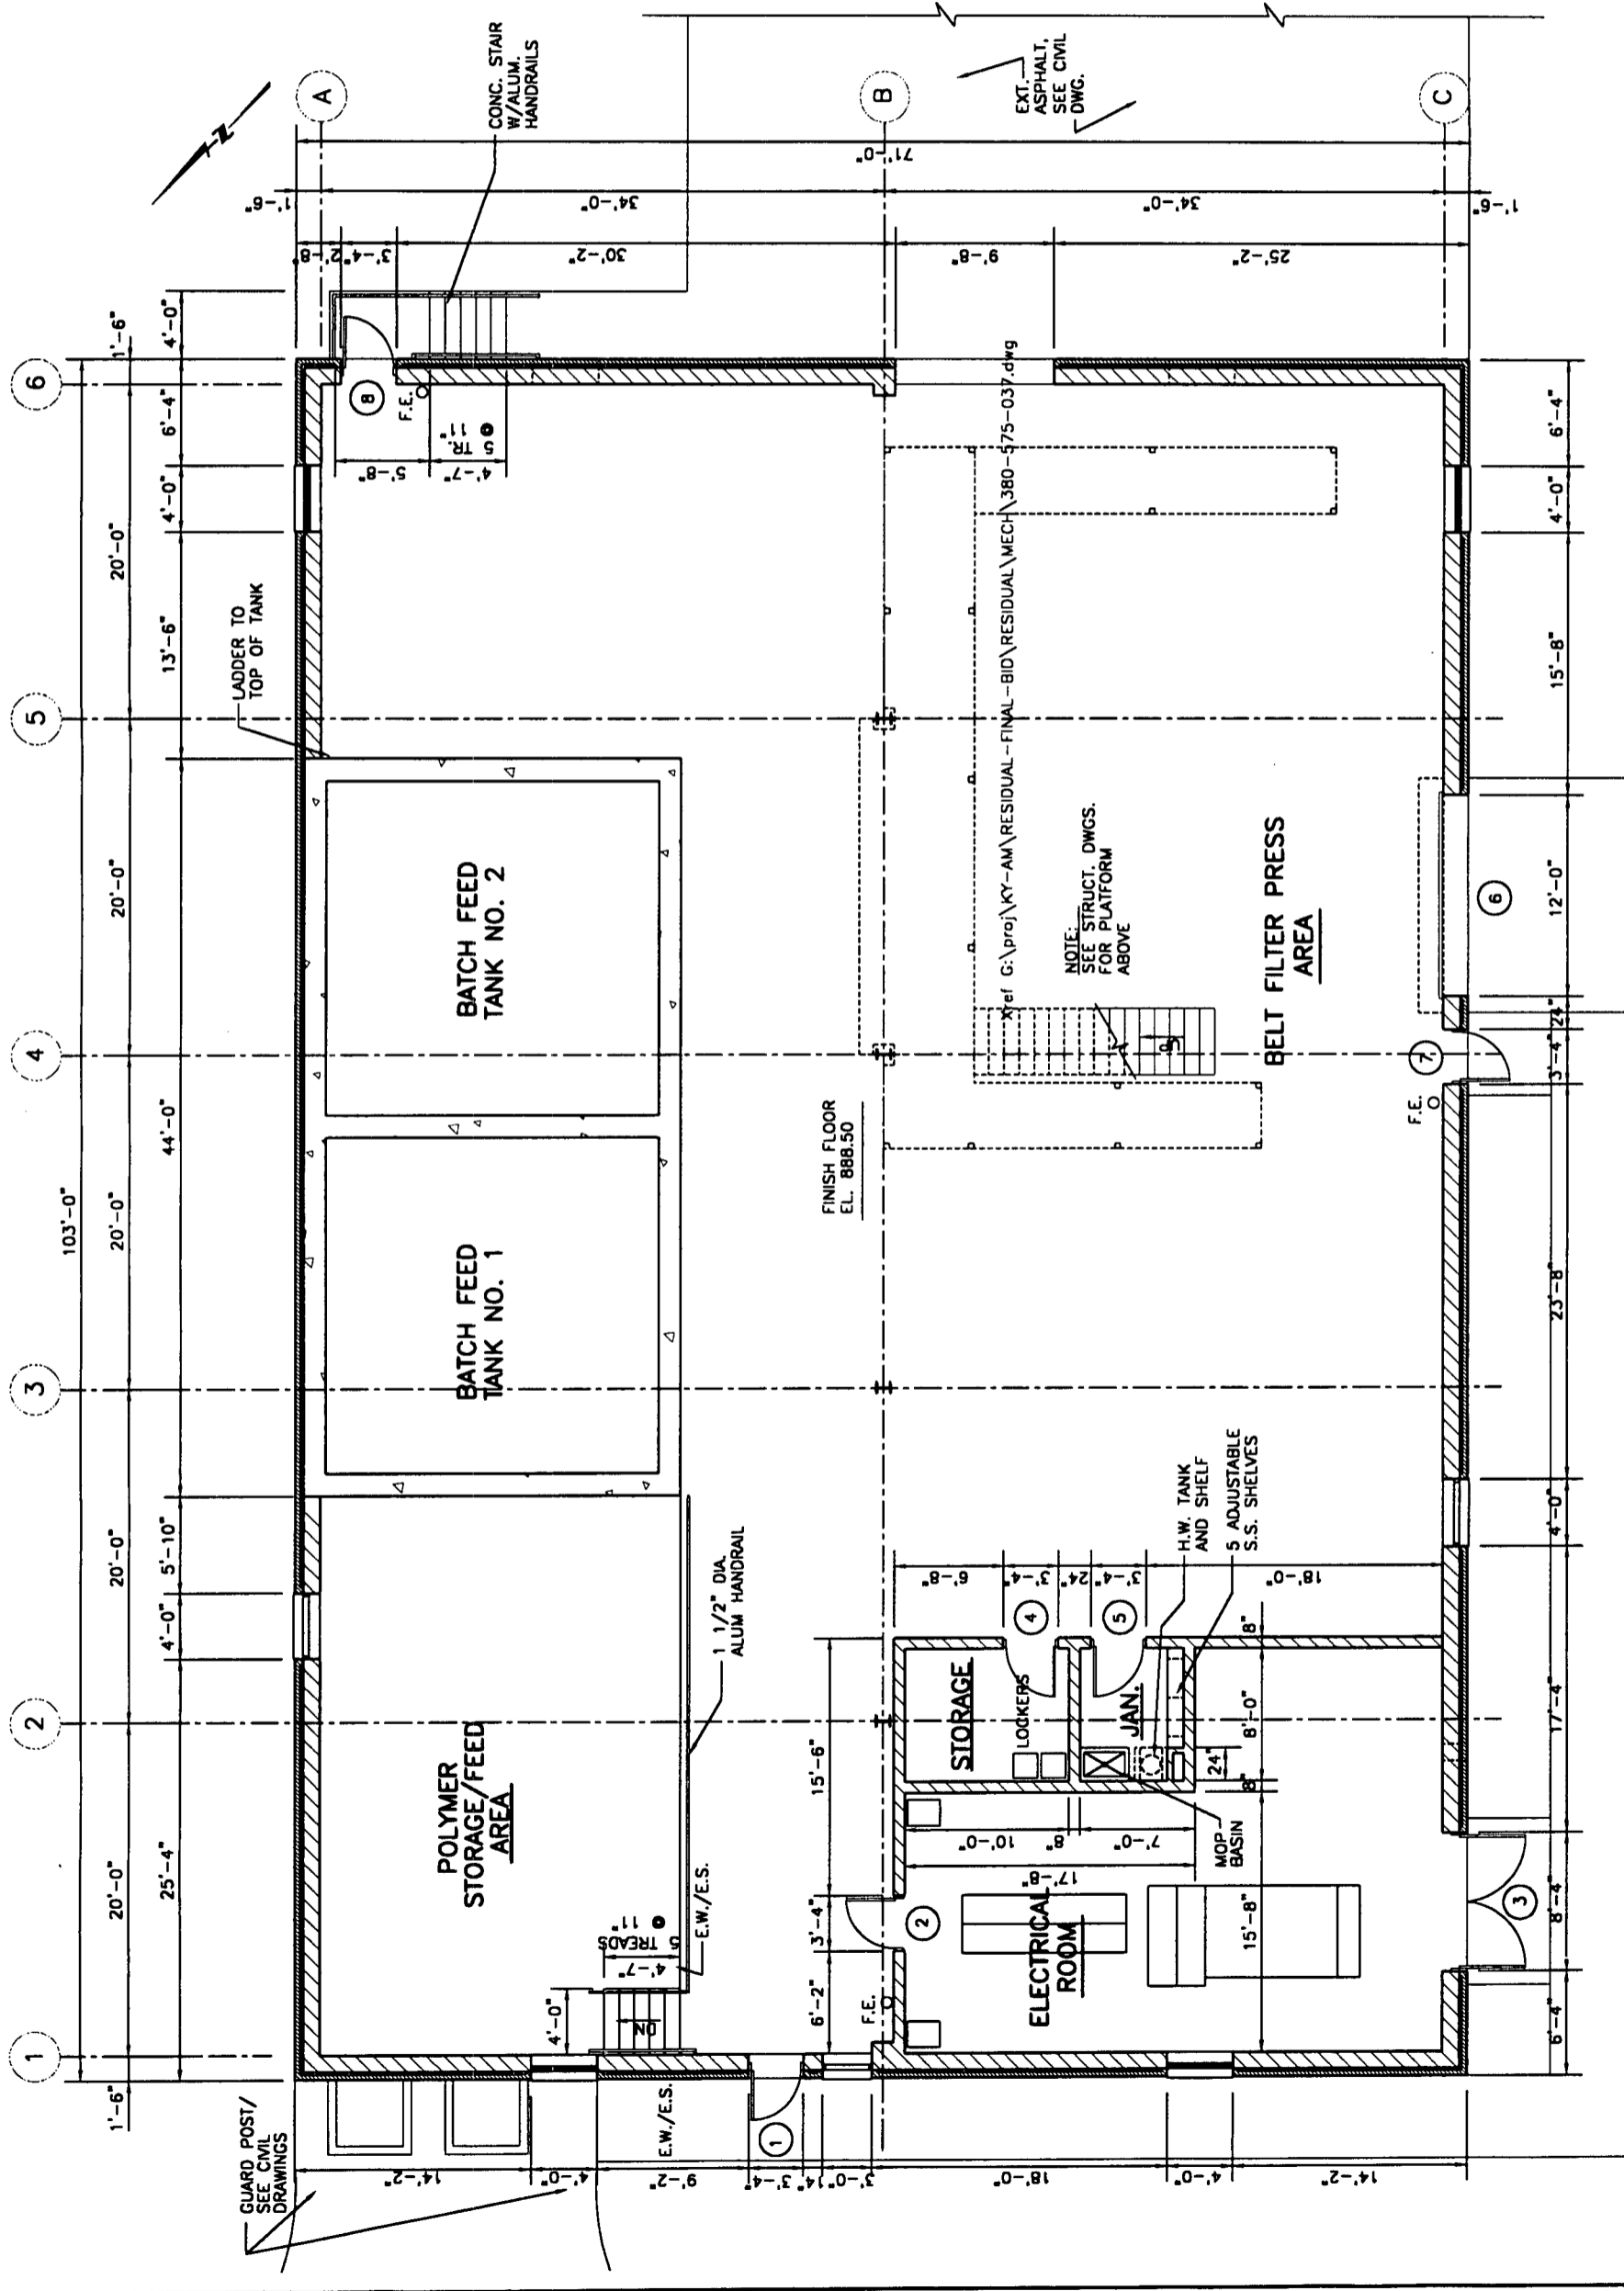 1
2
3
4
5
6
103'-0"
1'-6"
20'-0"
20'-0"
20'-0"
20'-0"
20'-0"
1'-6"
25'-4"
4'-0"
5'-10"
44'-0"
13'-6"
4'-0"
6'-4"
4'-0"
A
B
C
N
71'-0"
1'-6"
34'-0"
34'-0"
1'-6"
2'-8"
3'-4"
30'-2"
9'-8"
25'-2"
GUARD POST/
SEE CIVIL
DRAWINGS
LADDER TO
TOP OF TANK
CONC. STAIR
W/ALUM.
HANDRAILS
EXT.
ASPHALT,
SEE CIVIL
DWG.
POLYMER
STORAGE/FEED
AREA
BATCH FEED
TANK NO. 1
BATCH FEED
TANK NO. 2
8
F.E.
5'-8"
4'-7"
5 TR. @
11"
4'-0"
DN
4'-7"
5 TREADS @
11"
E.W./E.S.
E.W./E.S.
1 1/2" DIA.
ALUM HANDRAIL
FINISH FLOOR
EL. 888.50
xref G:\proj\KY-AM\RESIDUAL-FINAL-BID\RESIDUAL\MECH\380-575-037.dwg
NOTE:
SEE STRUCT. DWGS.
FOR PLATFORM
ABOVE
UP
BELT FILTER PRESS
AREA
14'-2"
4'-0"
9'-2"
3'-4"
14"
3'-0"
18'-0"
4'-0"
14'-2"
1
F.E.
6'-2"
3'-4"
15'-6"
2
ELECTRICAL
ROOM
STORAGE
LOCKERS
JAN.
10'-0"
8"
7'-0"
17'-8"
MOP
BASIN
15'-8"
8"
24"
8'-0"
8"
4
5
6'-8"
3'-4"
24"
3'-4"
18'-0"
H.W. TANK
AND SHELF
5 ADJUSTABLE
S.S. SHELVES
F.E.
7
6
3
6'-4"
8'-4"
17'-4"
4'-0"
23'-8"
3'-4"
24"
12'-0"
15'-8"
4'-0"
6'-4"